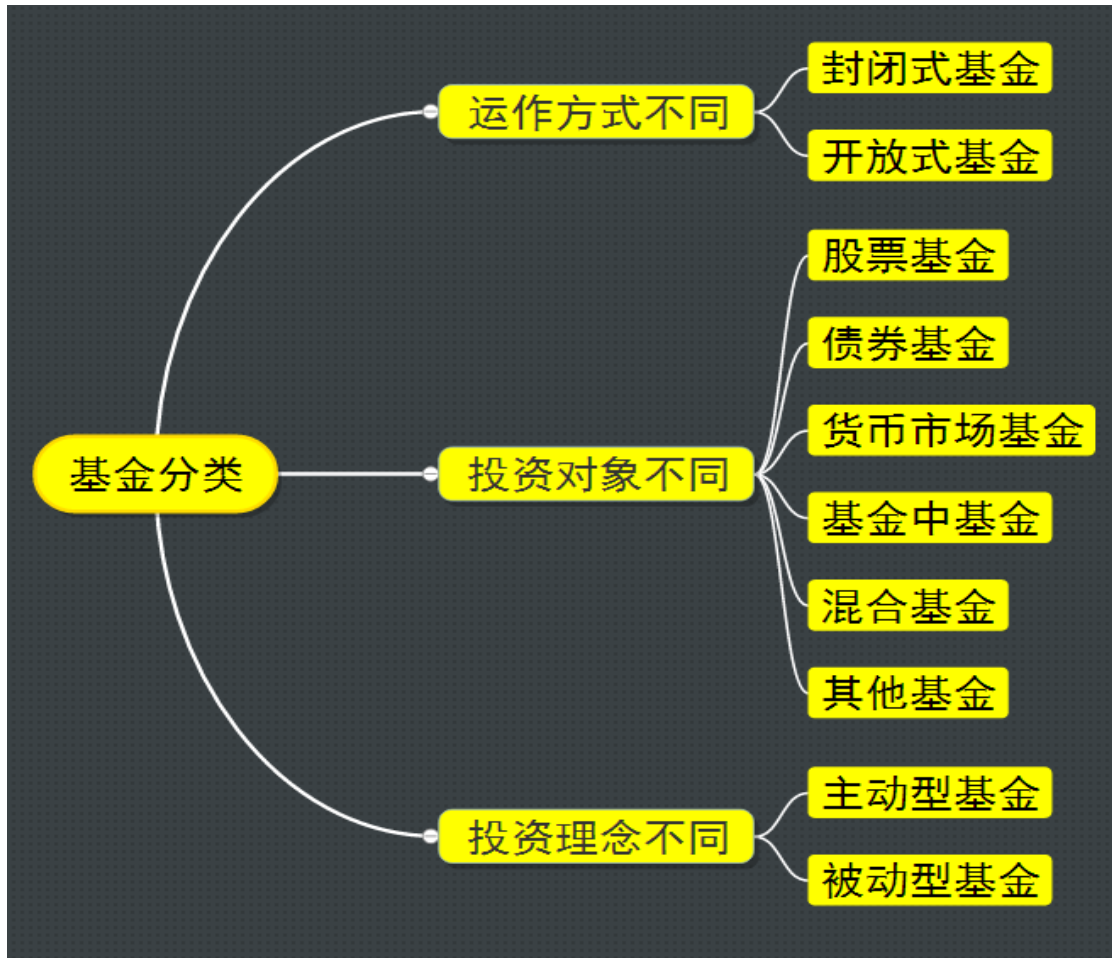 基金分类
运作方式不同
封闭式基金
开放式基金
投资对象不同
股票基金
债券基金
货币市场基金
基金中基金
混合基金
其他基金
投资理念不同
主动型基金
被动型基金